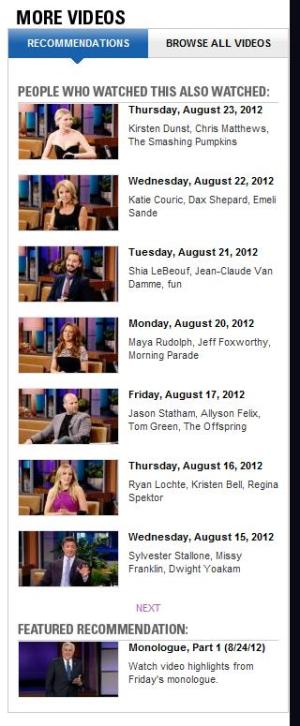 MORE VIDEOS
RECOMMENDATIONS
BROWSE ALL VIDEOS
PEOPLE WHO WATCHED THIS ALSO WATCHED:
Thursday, August 23, 2012
Kirsten Dunst, Chris Matthews,
The Smashing Pumpkins
Wednesday, August 22, 2012
Katie Couric, Dax Shepard, Emeli
Sande
Tuesday, August 21, 2012
Shia LeBeouf, Jean-Claude Van
Damme, fun
Monday, August 20, 2012
Maya Rudolph, Jeff Foxworthy,
Morning Parade
Friday, August 17, 2012
Jason Statham, Allyson Felix,
Tom Green, The Offspring
Thursday, August 16, 2012
Ryan Lochte, Kristen Bell, Regina
Spektor
Wednesday, August 15, 2012
Sylvester Stallone, Missy
Franklin, Dwight Yoakam
NEXT
FEATURED RECOMMENDATION:
Monologue, Part 1 (8/24/12)
Watch video highlights from
Friday's monologue.